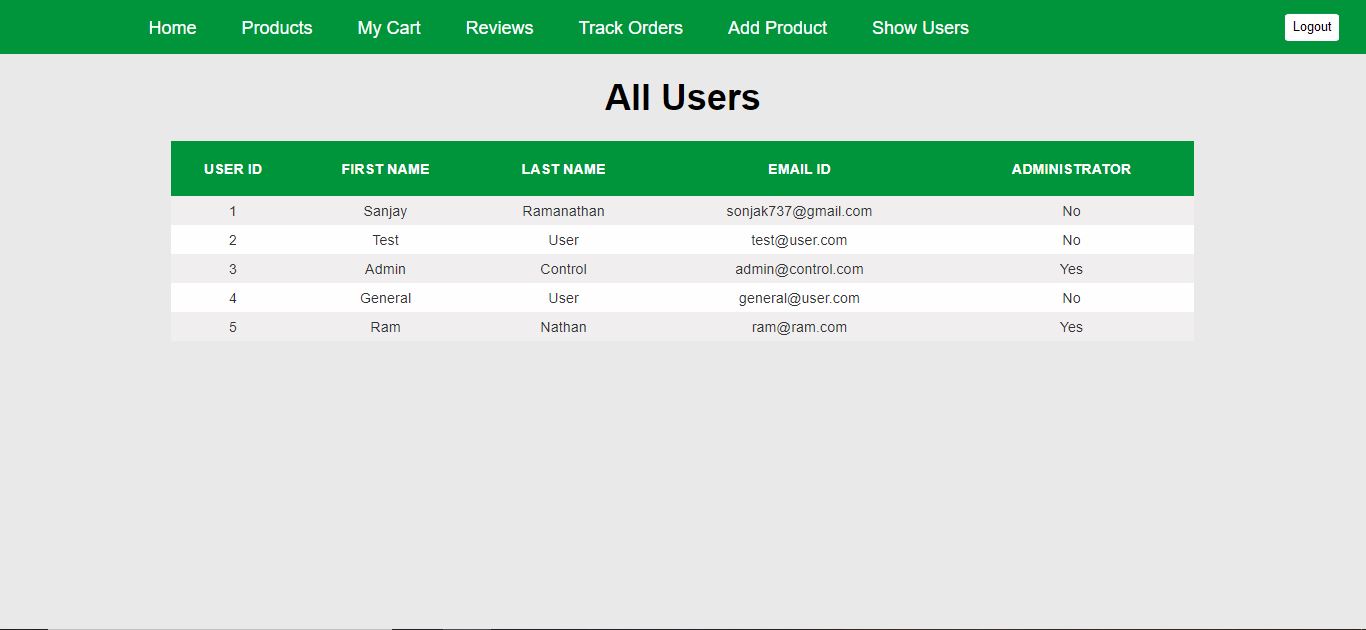 Home Products My Cart Reviews Track Orders Add Product Show Users Logout
All Users
USER ID FIRST NAME LAST NAME EMAIL ID ADMINISTRATOR
1 Sanjay Ramanathan sonjak737@gmail.com No
2 Test User test@user.com No
3 Admin Control admin@control.com Yes
4 General User general@user.com No
5 Ram Nathan ram@ram.com Yes